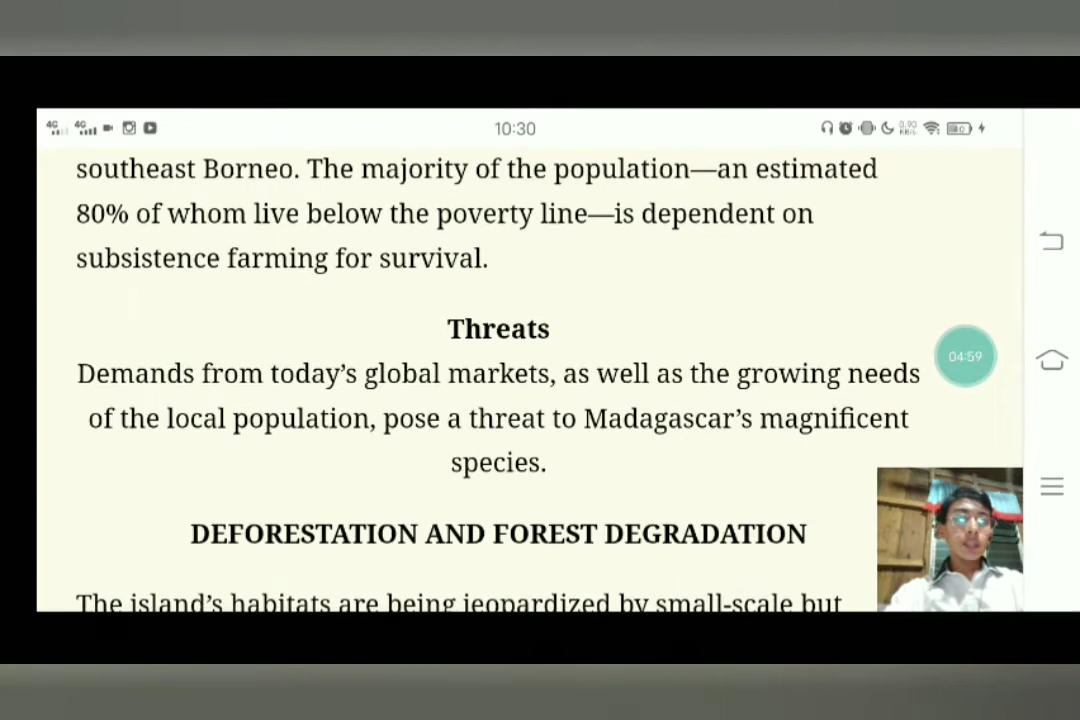 10:30
southeast Borneo. The majority of the population—an estimated
80% of whom live below the poverty line—is dependent on
subsistence farming for survival.
Threats
Demands from today’s global markets, as well as the growing needs
of the local population, pose a threat to Madagascar’s magnificent
species.
04:59
DEFORESTATION AND FOREST DEGRADATION
The island’s habitats are being jeopardized by small-scale but